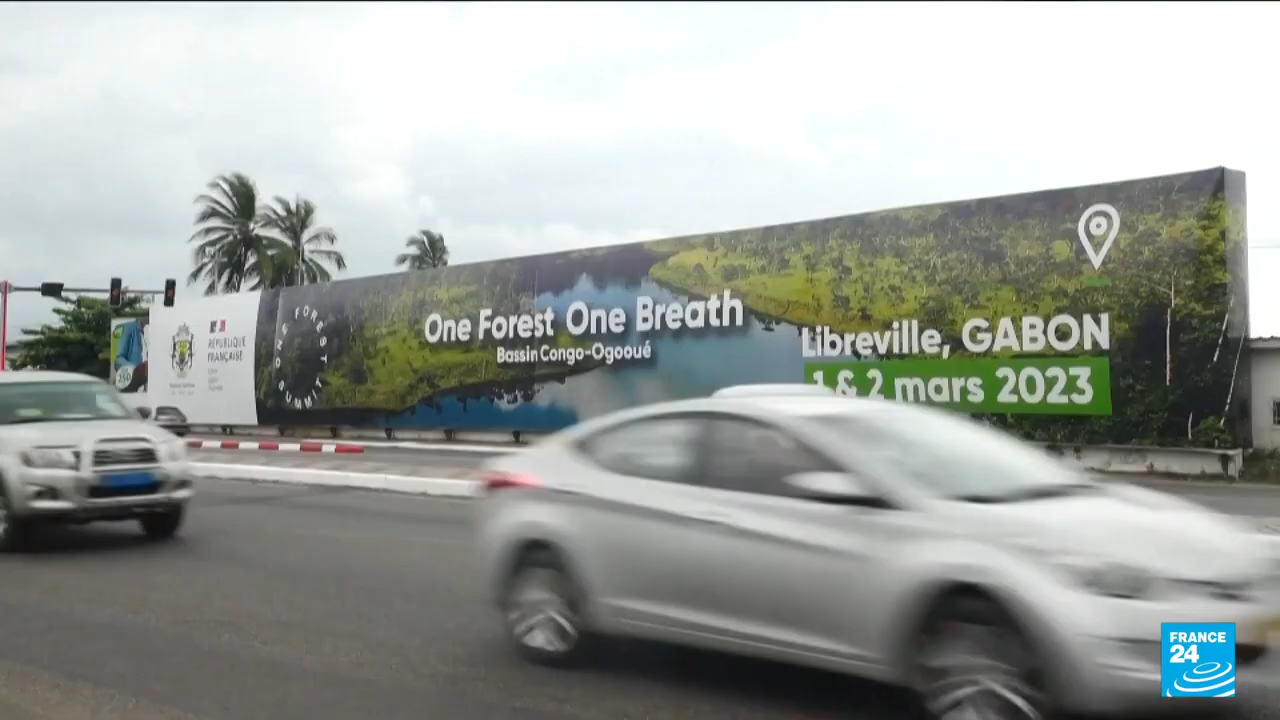 RÉPUBLIQUE
FRANÇAISE
ONE FOREST SUMMIT
One Forest One Breath
Bassin Congo-Ogooué
Libreville, GABON
1 & 2 mars 2023
FRANCE
24